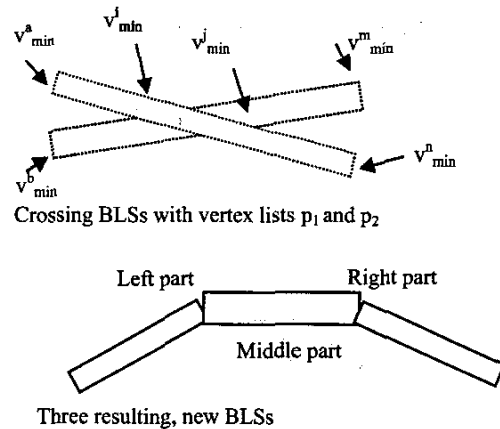 v^a_min
v^i_min
v^j_min
v^m_min
v^b_min
v^n_min
Crossing BLSs with vertex lists p₁ and p₂
Left part
Right part
Middle part
Three resulting, new BLSs